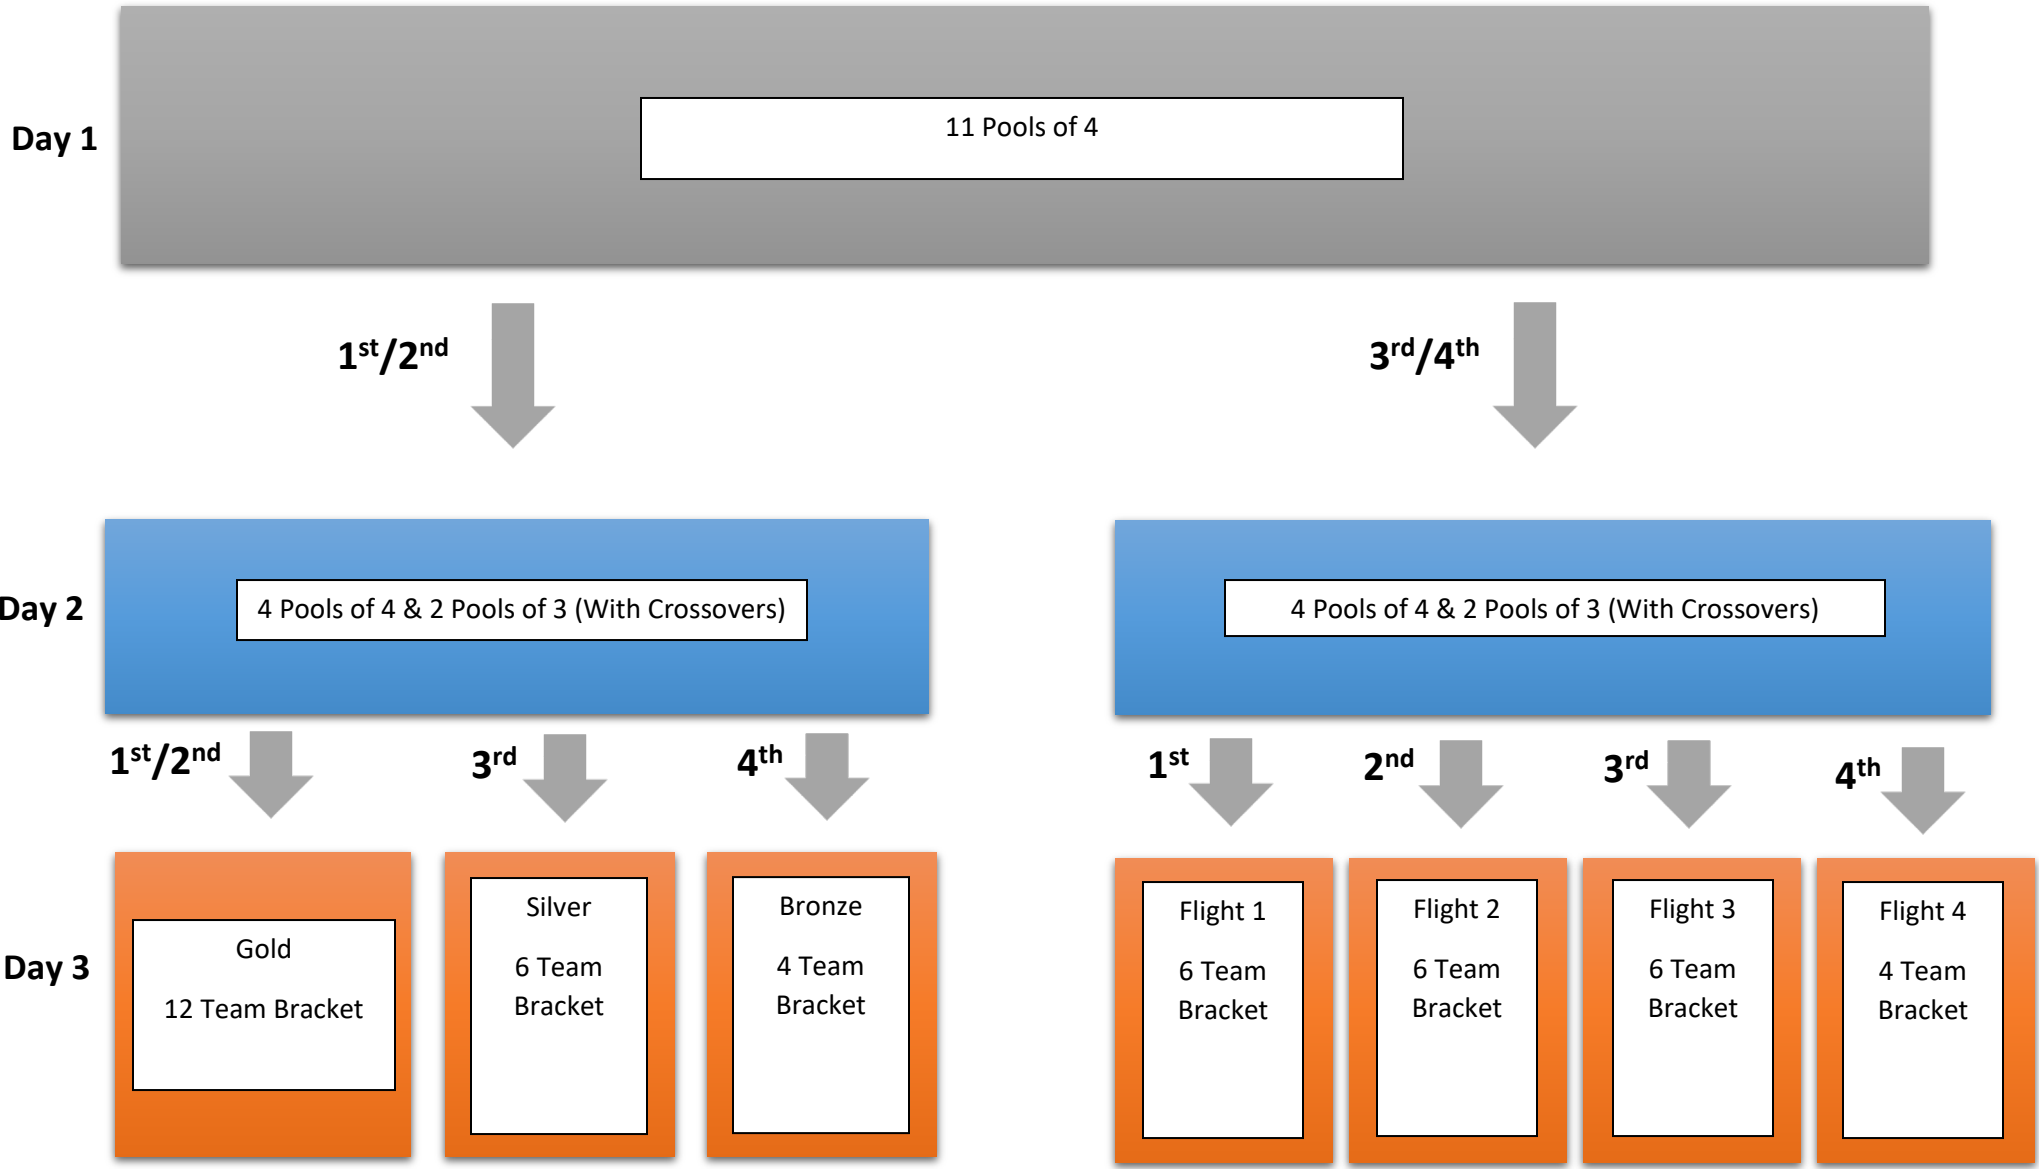 Day 1
11 Pools of 4
1st/2nd
3rd/4th
Day 2
4 Pools of 4 & 2 Pools of 3 (With Crossovers)
4 Pools of 4 & 2 Pools of 3 (With Crossovers)
1st/2nd
3rd
4th
1st
2nd
3rd
4th
Day 3
Gold
12 Team Bracket
Silver
6 Team
Bracket
Bronze
4 Team
Bracket
Flight 1
6 Team
Bracket
Flight 2
6 Team
Bracket
Flight 3
6 Team
Bracket
Flight 4
4 Team
Bracket